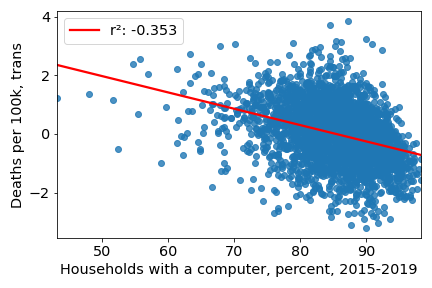 r²: -0.353
Deaths per 100k, trans
4
2
0
−2
50 60 70 80 90
Households with a computer, percent, 2015-2019